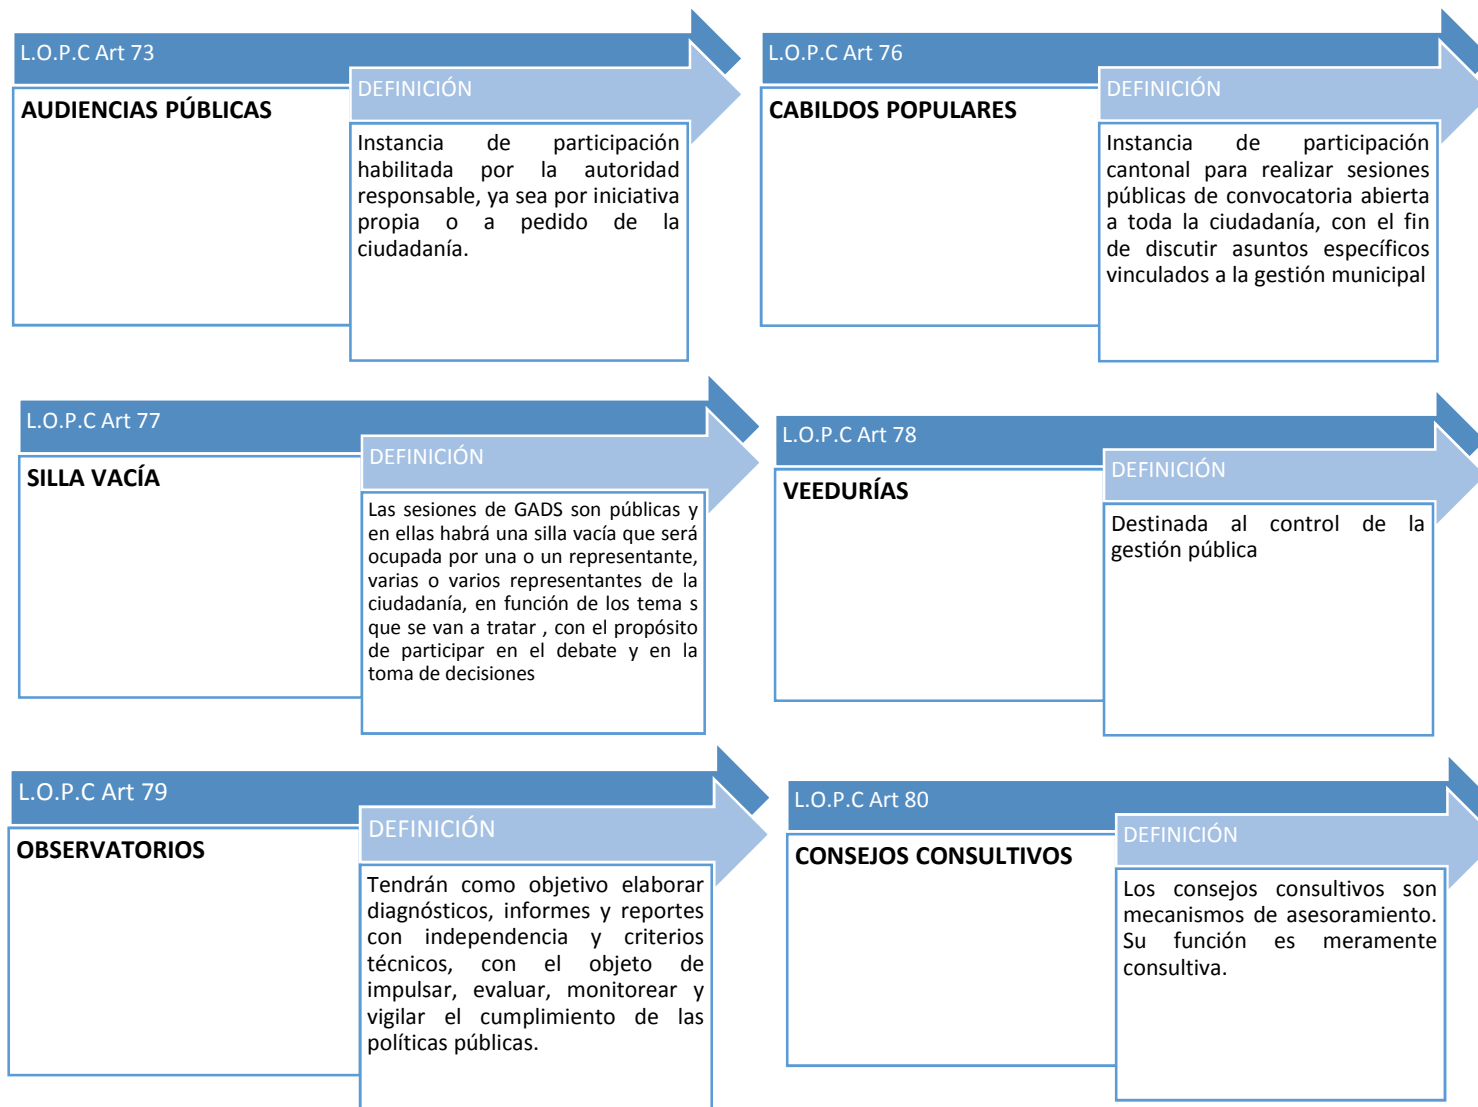 L.O.P.C Art 73
AUDIENCIAS PÚBLICAS
DEFINICIÓN
Instancia de participación
habilitada por la autoridad
responsable, ya sea por iniciativa
propia o a pedido de la
ciudadanía.
L.O.P.C Art 76
CABILDOS POPULARES
DEFINICIÓN
Instancia de participación
cantonal para realizar sesiones
públicas de convocatoria abierta
a toda la ciudadanía, con el fin
de discutir asuntos específicos
vinculados a la gestión municipal
L.O.P.C Art 77
SILLA VACÍA
DEFINICIÓN
Las sesiones de GADS son públicas y
en ellas habrá una silla vacía que será
ocupada por una o un representante,
varias o varios representantes de la
ciudadanía, en función de los tema s
que se van a tratar , con el propósito
de participar en el debate y en la
toma de decisiones
L.O.P.C Art 78
VEEDURÍAS
DEFINICIÓN
Destinada al control de la
gestión pública
L.O.P.C Art 79
OBSERVATORIOS
DEFINICIÓN
Tendrán como objetivo elaborar
diagnósticos, informes y reportes
con independencia y criterios
técnicos, con el objeto de
impulsar, evaluar, monitorear y
vigilar el cumplimiento de las
políticas públicas.
L.O.P.C Art 80
CONSEJOS CONSULTIVOS
DEFINICIÓN
Los consejos consultivos son
mecanismos de asesoramiento.
Su función es meramente
consultiva.